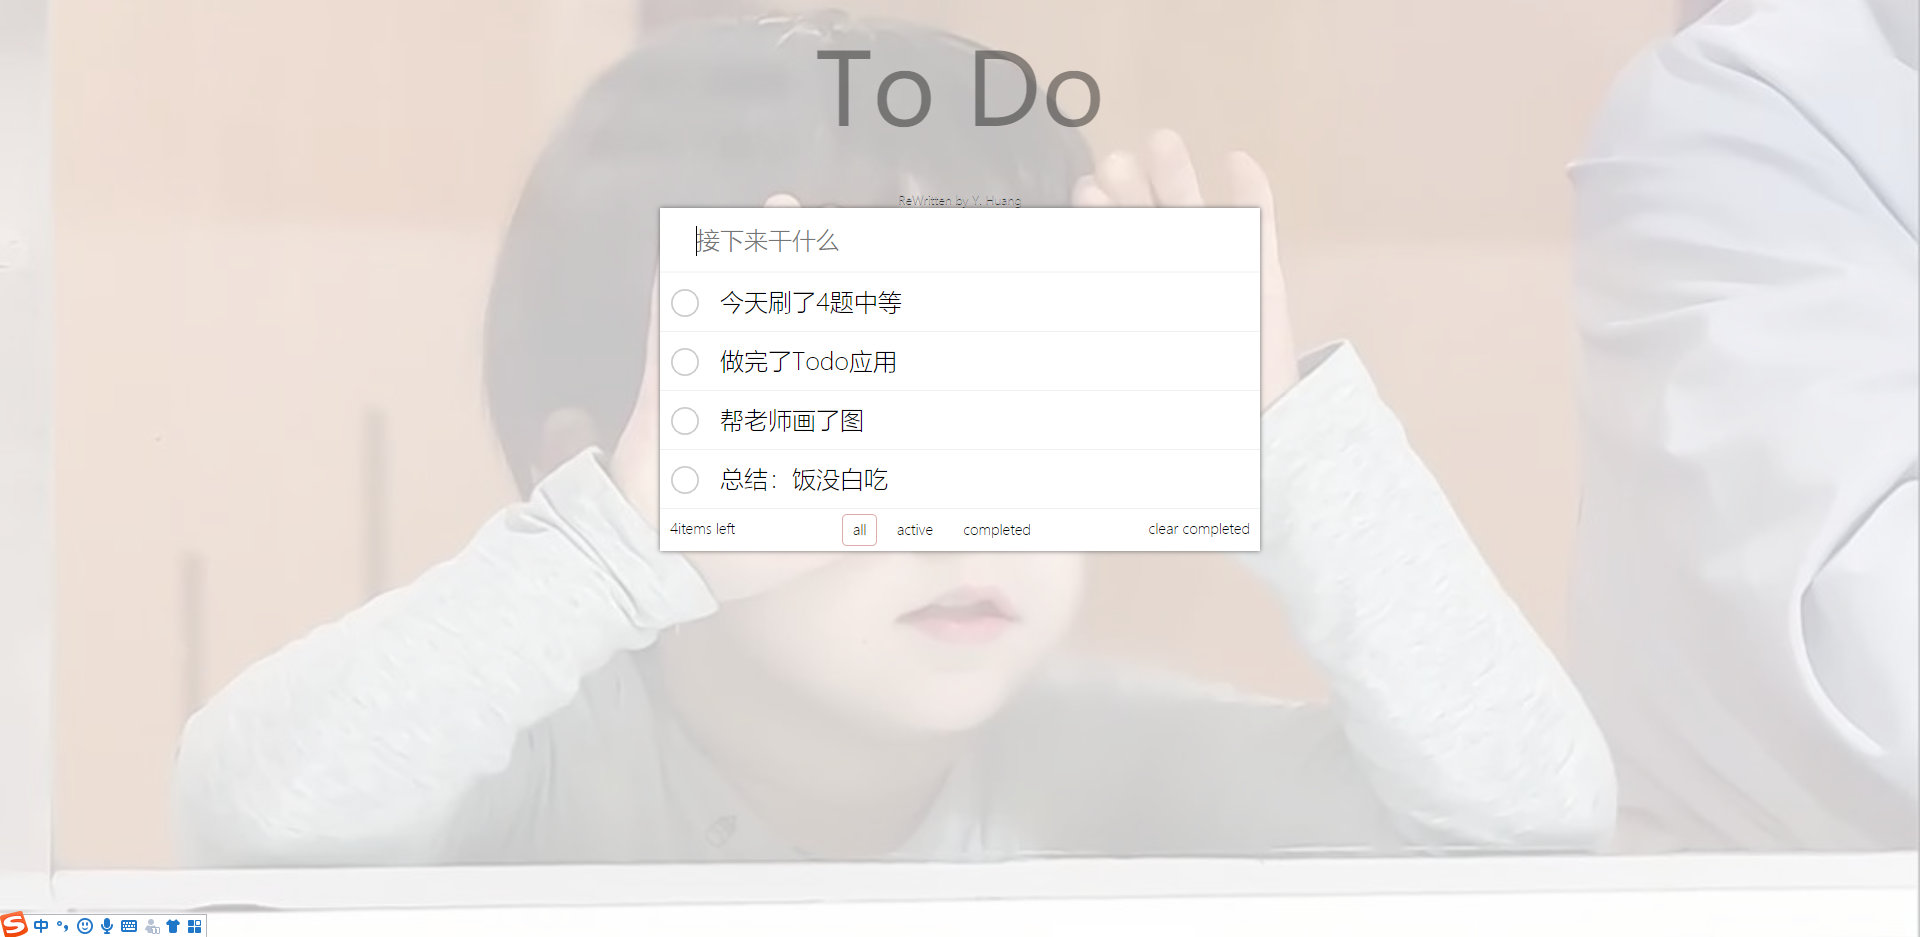 To Do
ReWritten by Y. Huang
接下来干什么
今天刷了4题中等
做完了Todo应用
帮老师画了图
总结：饭没白吃
4items left
all
active
completed
clear completed
中